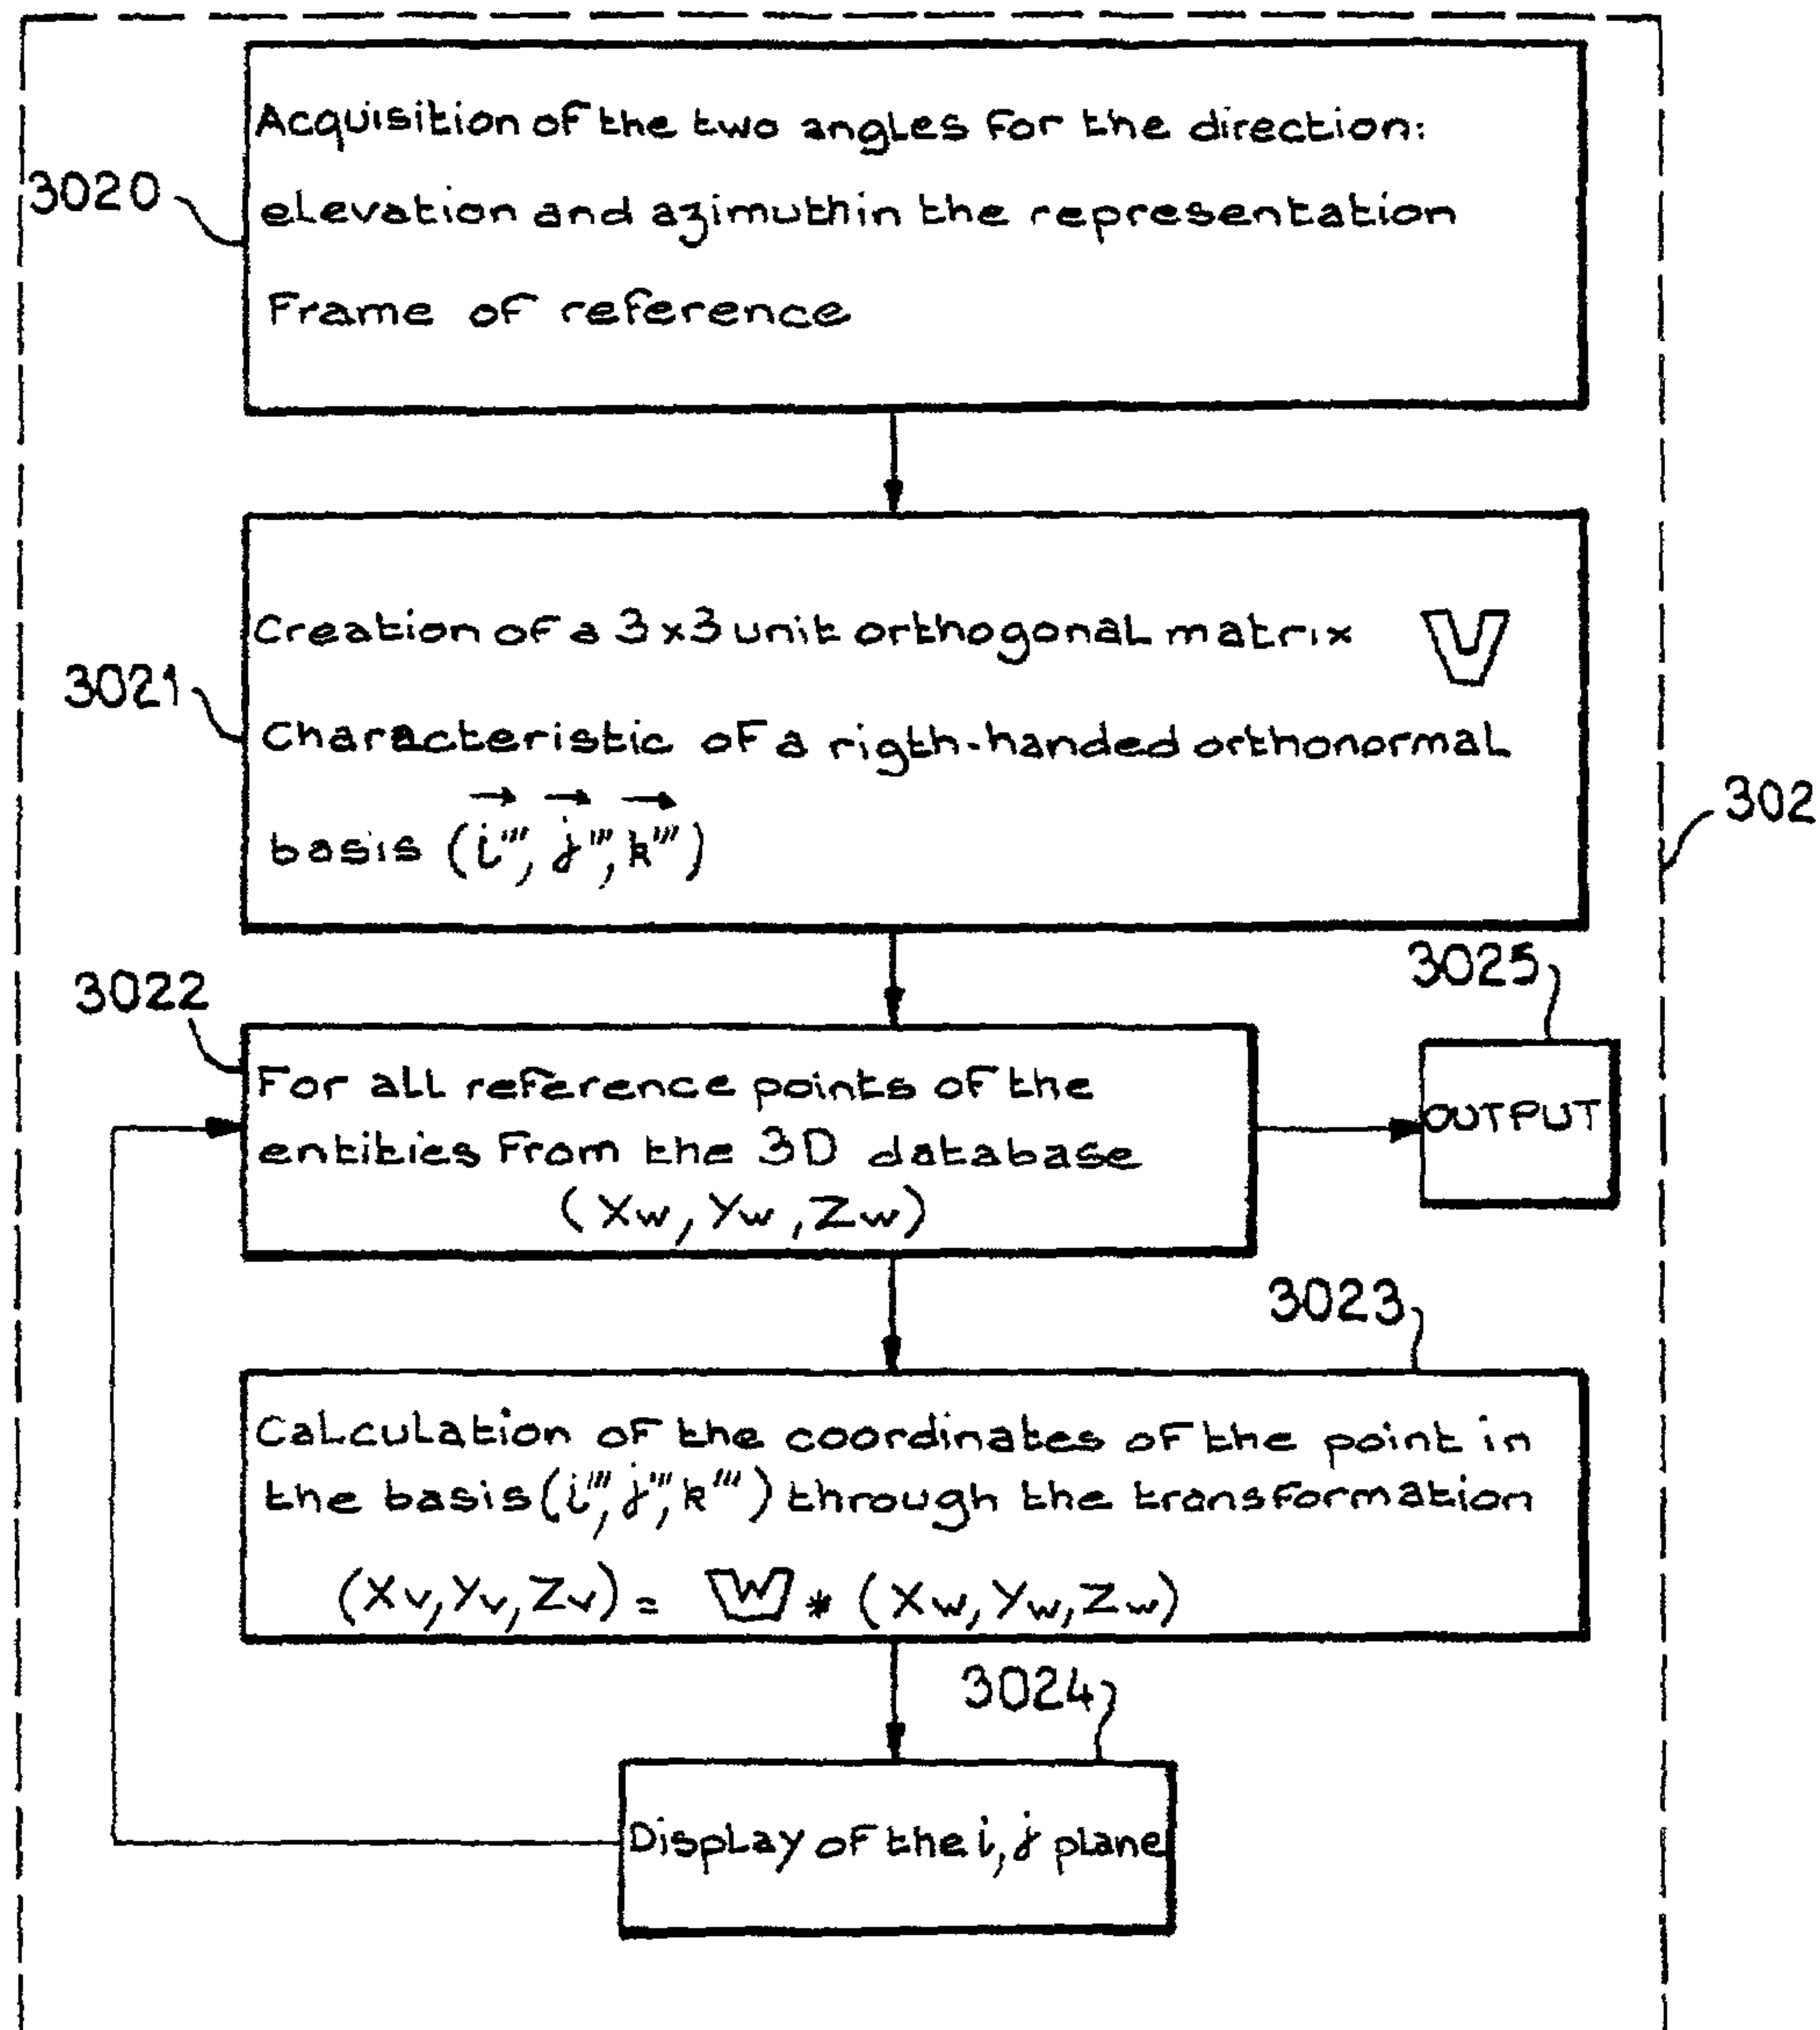 Acquisition of the two angles for the direction:
3020
elevation and azimuthin the representation
Frame of reference
Creation of a 3x3 unit orthogonal matrix V
3021
Characteristic of a rigth-handed orthonormal
302
basis (i''', j''', k''')
3025
3022
For all reference points of the
OUTPUT
entities From the 3D database
(Xw, Yw, Zw)
3023
Calculation of the coordinates of the point in
the basis (i''', j''', k''') through the transformation
(Xv, Yv, Zv) = W * (Xw, Yw, Zw)
3024
Display of the i, j plane